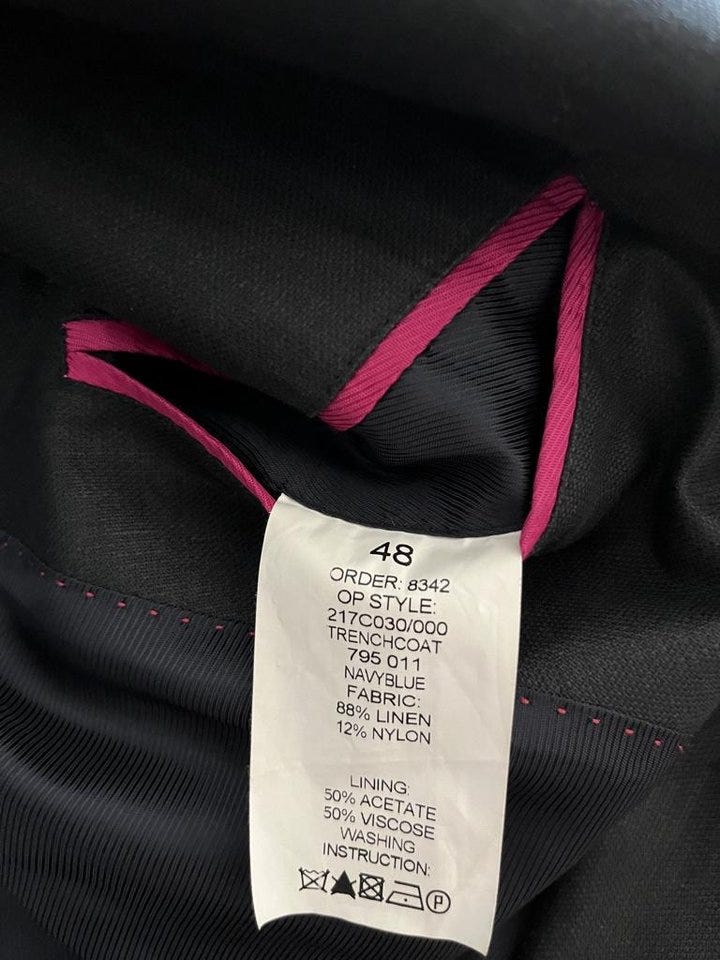 48
ORDER: 8342
OP STYLE:
217C030/000
TRENCHCOAT
795 011
NAVYBLUE
FABRIC:
88% LINEN
12% NYLON
LINING:
50% ACETATE
50% VISCOSE
WASHING
INSTRUCTION:
P